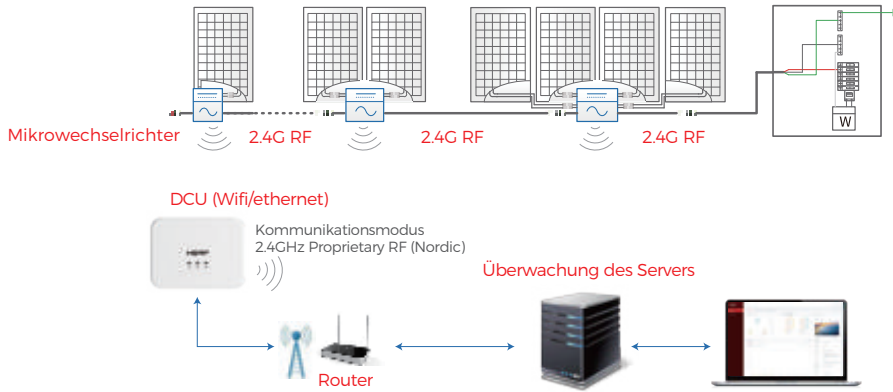 Mikrowechselrichter
2.4G RF
2.4G RF
2.4G RF
W
DCU (Wifi/ethernet)
Kommunikationsmodus
2.4GHz Proprietary RF (Nordic)
Überwachung des Servers
Router